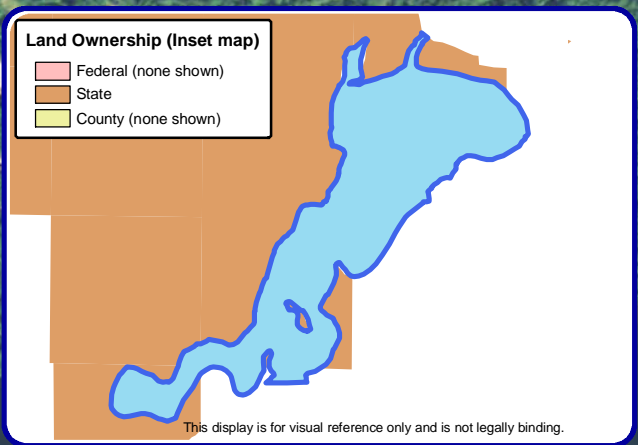 Land Ownership (Inset map)
Federal (none shown)
State
County (none shown)
This display is for visual reference only and is not legally binding.